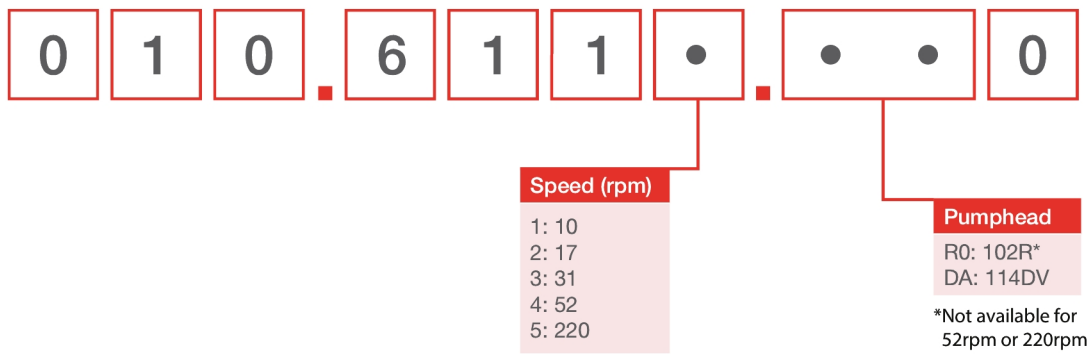 0 1 0 . 6 1 1 • . • • 0
Speed (rpm)
1: 10
2: 17
3: 31
4: 52
5: 220
Pumphead
R0: 102R*
DA: 114DV
*Not available for
52rpm or 220rpm